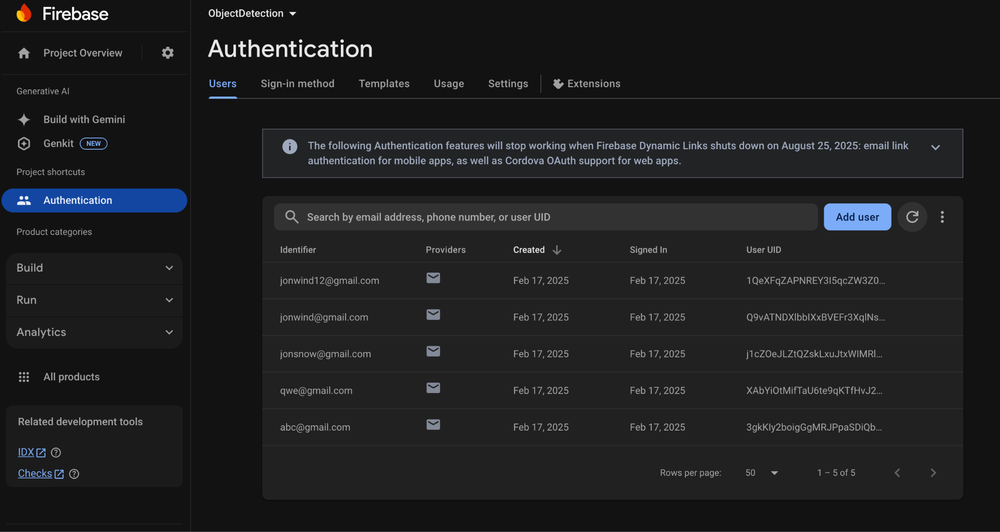 Firebase
Project Overview
Generative AI
Build with Gemini
Genkit NEW
Project shortcuts
Authentication
Product categories
Build
Run
Analytics
All products
Related development tools
IDX
Checks
ObjectDetection
Authentication
Users Sign-in method Templates Usage Settings Extensions
The following Authentication features will stop working when Firebase Dynamic Links shuts down on August 25, 2025: email link
authentication for mobile apps, as well as Cordova OAuth support for web apps.
Search by email address, phone number, or user UID Add user
Identifier Providers Created Signed In User UID
jonwind12@gmail.com Feb 17, 2025 Feb 17, 2025 1QeXFqZAPNREY3I5qcZW3Z0...
jonwind@gmail.com Feb 17, 2025 Feb 17, 2025 Q9vATNDXlbbIXxBVEFr3XqlNs...
jonsnow@gmail.com Feb 17, 2025 Feb 17, 2025 j1cZOeJLZtQZskLxuJtxWIMRl...
qwe@gmail.com Feb 17, 2025 Feb 17, 2025 XAbYiOtMifTaU6te9qKTfHvJ2...
abc@gmail.com Feb 17, 2025 Feb 17, 2025 3gkKIy2boigGgMRJPpaSDiQb...
Rows per page: 50 1 – 5 of 5